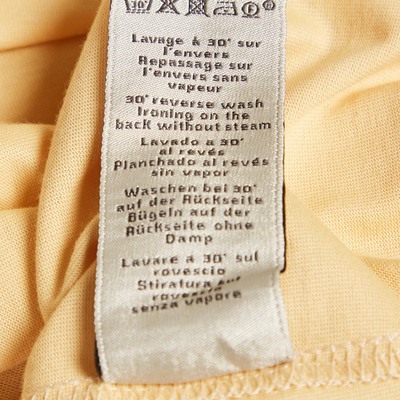 30°
Lavage à 30° sur
l'envers
Repassage sur
l'envers sans
vapeur
30° reverse wash
Ironing on the
back without steam
Lavado a 30°
al revés
Planchado al revés
sin vapor
Waschen bei 30°
auf der Rückseite
Bügeln auf der
Rückseite ohne
Damp
Lavare a 30° sul
rovescio
Stiratura sul
rovescio
senza vapore